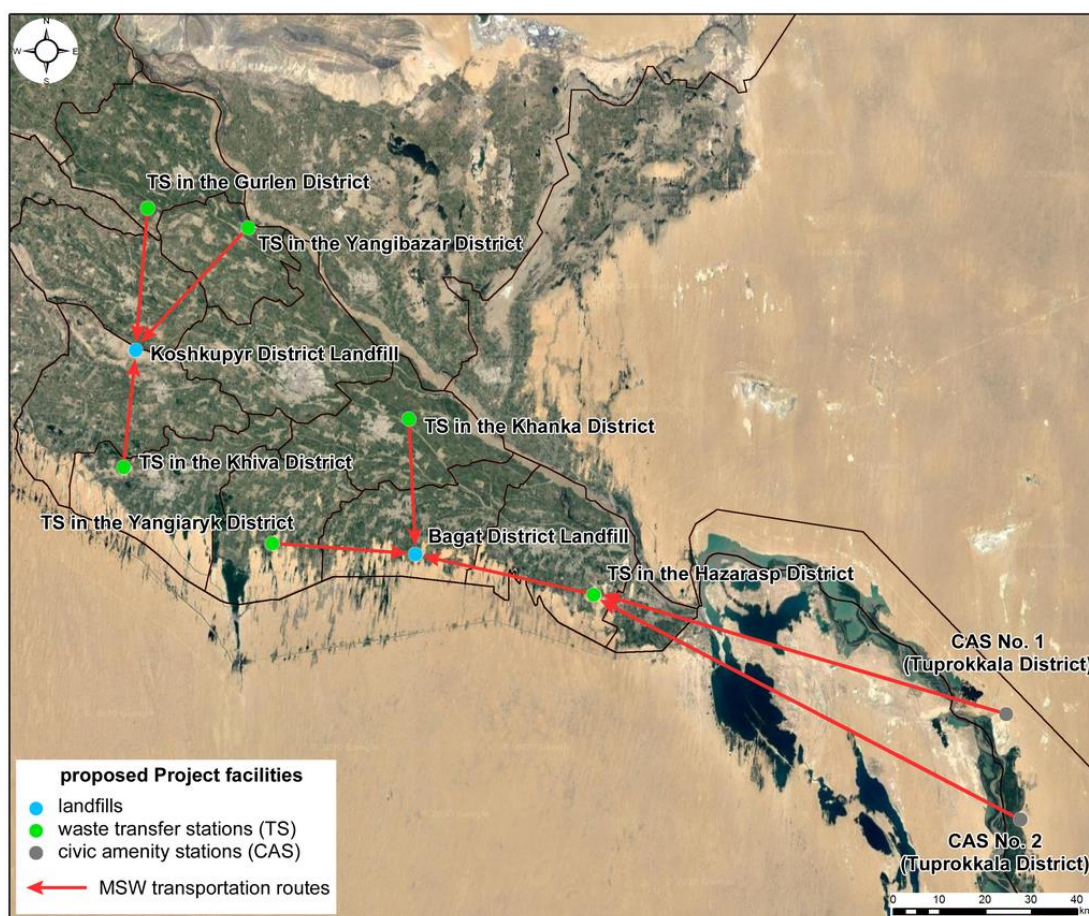 N
W E
S
TS in the Gurlen District
TS in the Yangibazar District
Koshkupyr District Landfill
TS in the Khanka District
TS in the Khiva District
TS in the Yangiaryk District
Bagat District Landfill
TS in the Hazarasp District
CAS No. 1
(Tuprokkala District)
CAS No. 2
(Tuprokkala District)
proposed Project facilities
landfills
waste transfer stations (TS)
civic amenity stations (CAS)
MSW transportation routes
0 10 20 30 40
km